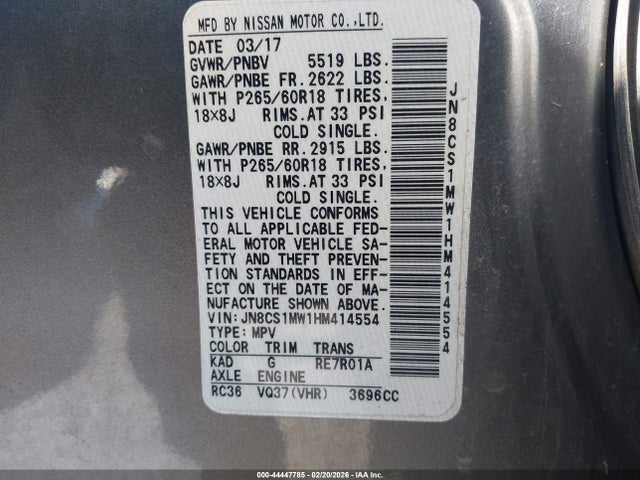 MFD BY NISSAN MOTOR CO.,LTD.
DATE 03/17
GVWR/PNBV 5519 LBS.
GAWR/PNBE FR. 2622 LBS.
WITH P265/60R18 TIRES,
18×8J RIMS.AT 33 PSI
COLD SINGLE.
GAWR/PNBE RR. 2915 LBS.
WITH P265/60R18 TIRES,
18×8J RIMS.AT 33 PSI
COLD SINGLE.
THIS VEHICLE CONFORMS
TO ALL APPLICABLE FED-
ERAL MOTOR VEHICLE SA-
FETY AND THEFT PREVEN-
TION STANDARDS IN EFF-
ECT ON THE DATE OF MA-
NUFACTURE SHOWN ABOVE.
VIN:JN8CS1MW1HM414554
TYPE:MPV
COLOR TRIM TRANS
KAD G RE7R01A
AXLE ENGINE
RC36 VQ37(VHR) 3696CC
JN8CS1MW1HM414554
000-44447785 - 02/20/2026 - IAAI.COM